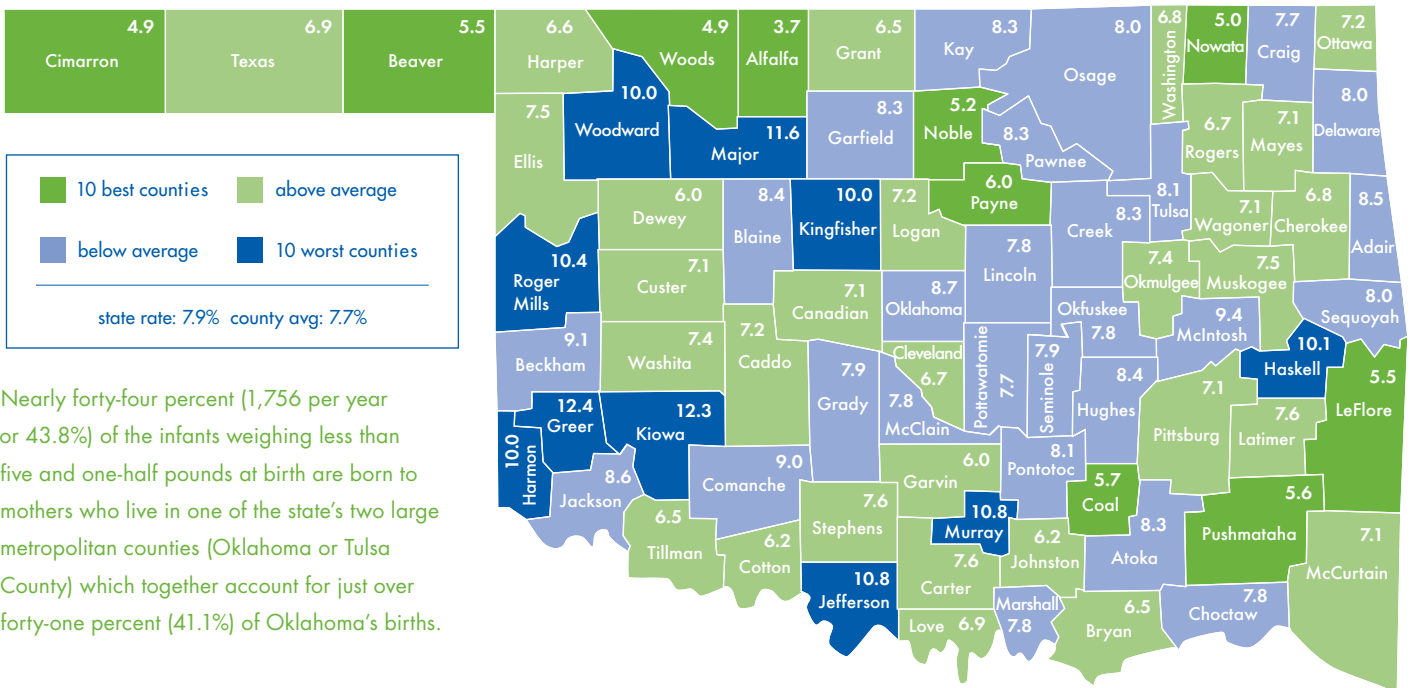 4.9
Cimarron
6.9
Texas
5.5
Beaver
6.6
Harper
4.9
Woods
3.7
Alfalfa
6.5
Grant
8.3
Kay
8.0
Osage
6.8
Washington
5.0
Nowata
7.7
Craig
7.2
Ottawa
7.5
Ellis
10.0
Woodward
11.6
Major
8.3
Garfield
5.2
Noble
8.3
Pawnee
6.7
Rogers
7.1
Mayes
8.0
Delaware
6.0
Dewey
8.4
Blaine
10.0
Kingfisher
7.2
Logan
6.0
Payne
8.3
Creek
8.1
Tulsa
7.1
Wagoner
6.8
Cherokee
8.5
Adair
10.4
Roger
Mills
7.1
Custer
7.1
Canadian
8.7
Oklahoma
7.8
Lincoln
7.4
Okmulgee
7.5
Muskogee
8.0
Sequoyah
9.1
Beckham
7.4
Washita
7.2
Caddo
7.9
Grady
Cleveland
6.7
7.8
McClain
Pottawatomie
7.7
7.9
Seminole
Okfuskee
7.8
9.4
McIntosh
10.1
Haskell
8.4
Hughes
7.1
Pittsburg
7.6
Latimer
5.5
LeFlore
10.0
Harmon
12.4
Greer
12.3
Kiowa
8.6
Jackson
9.0
Comanche
6.0
Garvin
8.1
Pontotoc
5.7
Coal
8.3
Atoka
5.6
Pushmataha
7.1
McCurtain
6.5
Tillman
6.2
Cotton
7.6
Stephens
10.8
Murray
6.2
Johnston
7.6
Carter
10.8
Jefferson
Love 6.9
Marshall
7.8
6.5
Bryan
7.8
Choctaw
10 best counties
above average
below average
10 worst counties
state rate: 7.9% county avg: 7.7%
Nearly forty-four percent (1,756 per year
or 43.8%) of the infants weighing less than
five and one-half pounds at birth are born to
mothers who live in one of the state's two large
metropolitan counties (Oklahoma or Tulsa
County) which together account for just over
forty-one percent (41.1%) of Oklahoma's births.